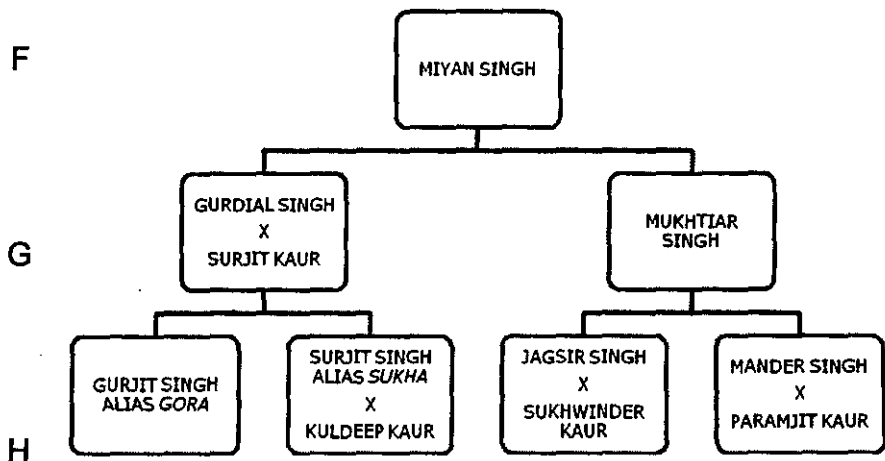 F
MIYAN SINGH
GURDIAL SINGH
X
SURJIT KAUR
MUKHTIAR
SINGH
G
GURJIT SINGH
ALIAS GORA
SURJIT SINGH
ALIAS SUKHA
X
KULDEEP KAUR
JAGSIR SINGH
X
SUKHWINDER
KAUR
MANDER SINGH
X
PARAMJIT KAUR
H